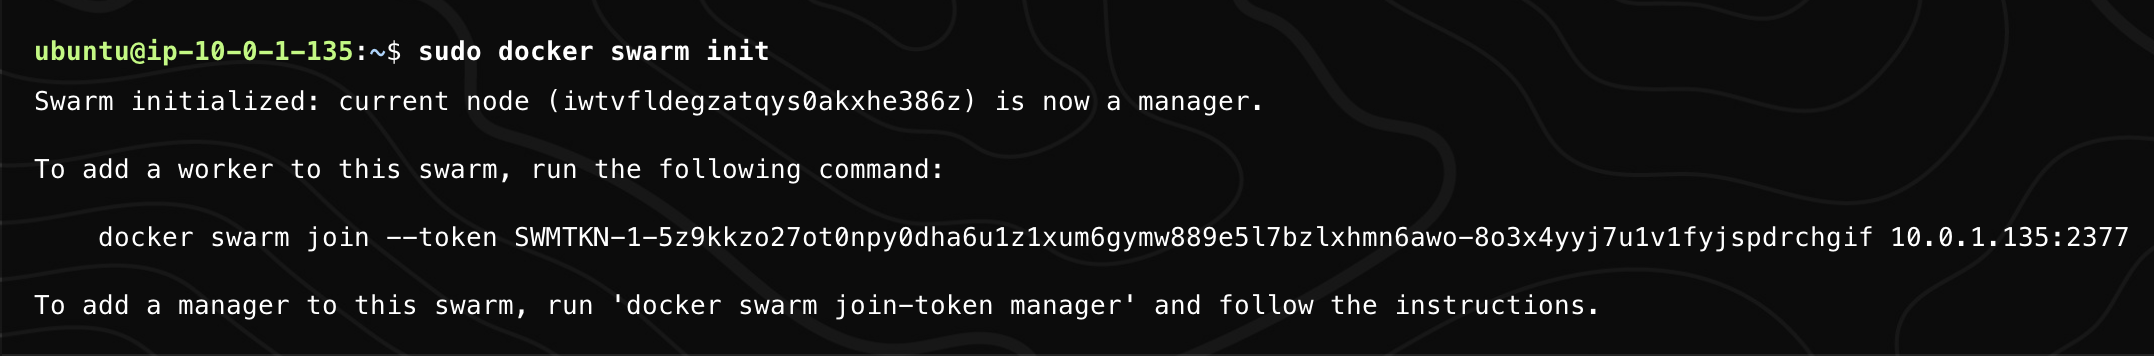 ubuntu@ip-10-0-1-135:~$ sudo docker swarm init
Swarm initialized: current node (iwtvfldegzatqys0akxhe386z) is now a manager.
To add a worker to this swarm, run the following command:
docker swarm join --token SWMTKN-1-5z9kkzo27ot0npy0dha6u1z1xum6gymw889e5l7bzlxhmn6awo-8o3x4yyj7u1v1fyjspdrchgif 10.0.1.135:2377
To add a manager to this swarm, run 'docker swarm join-token manager' and follow the instructions.